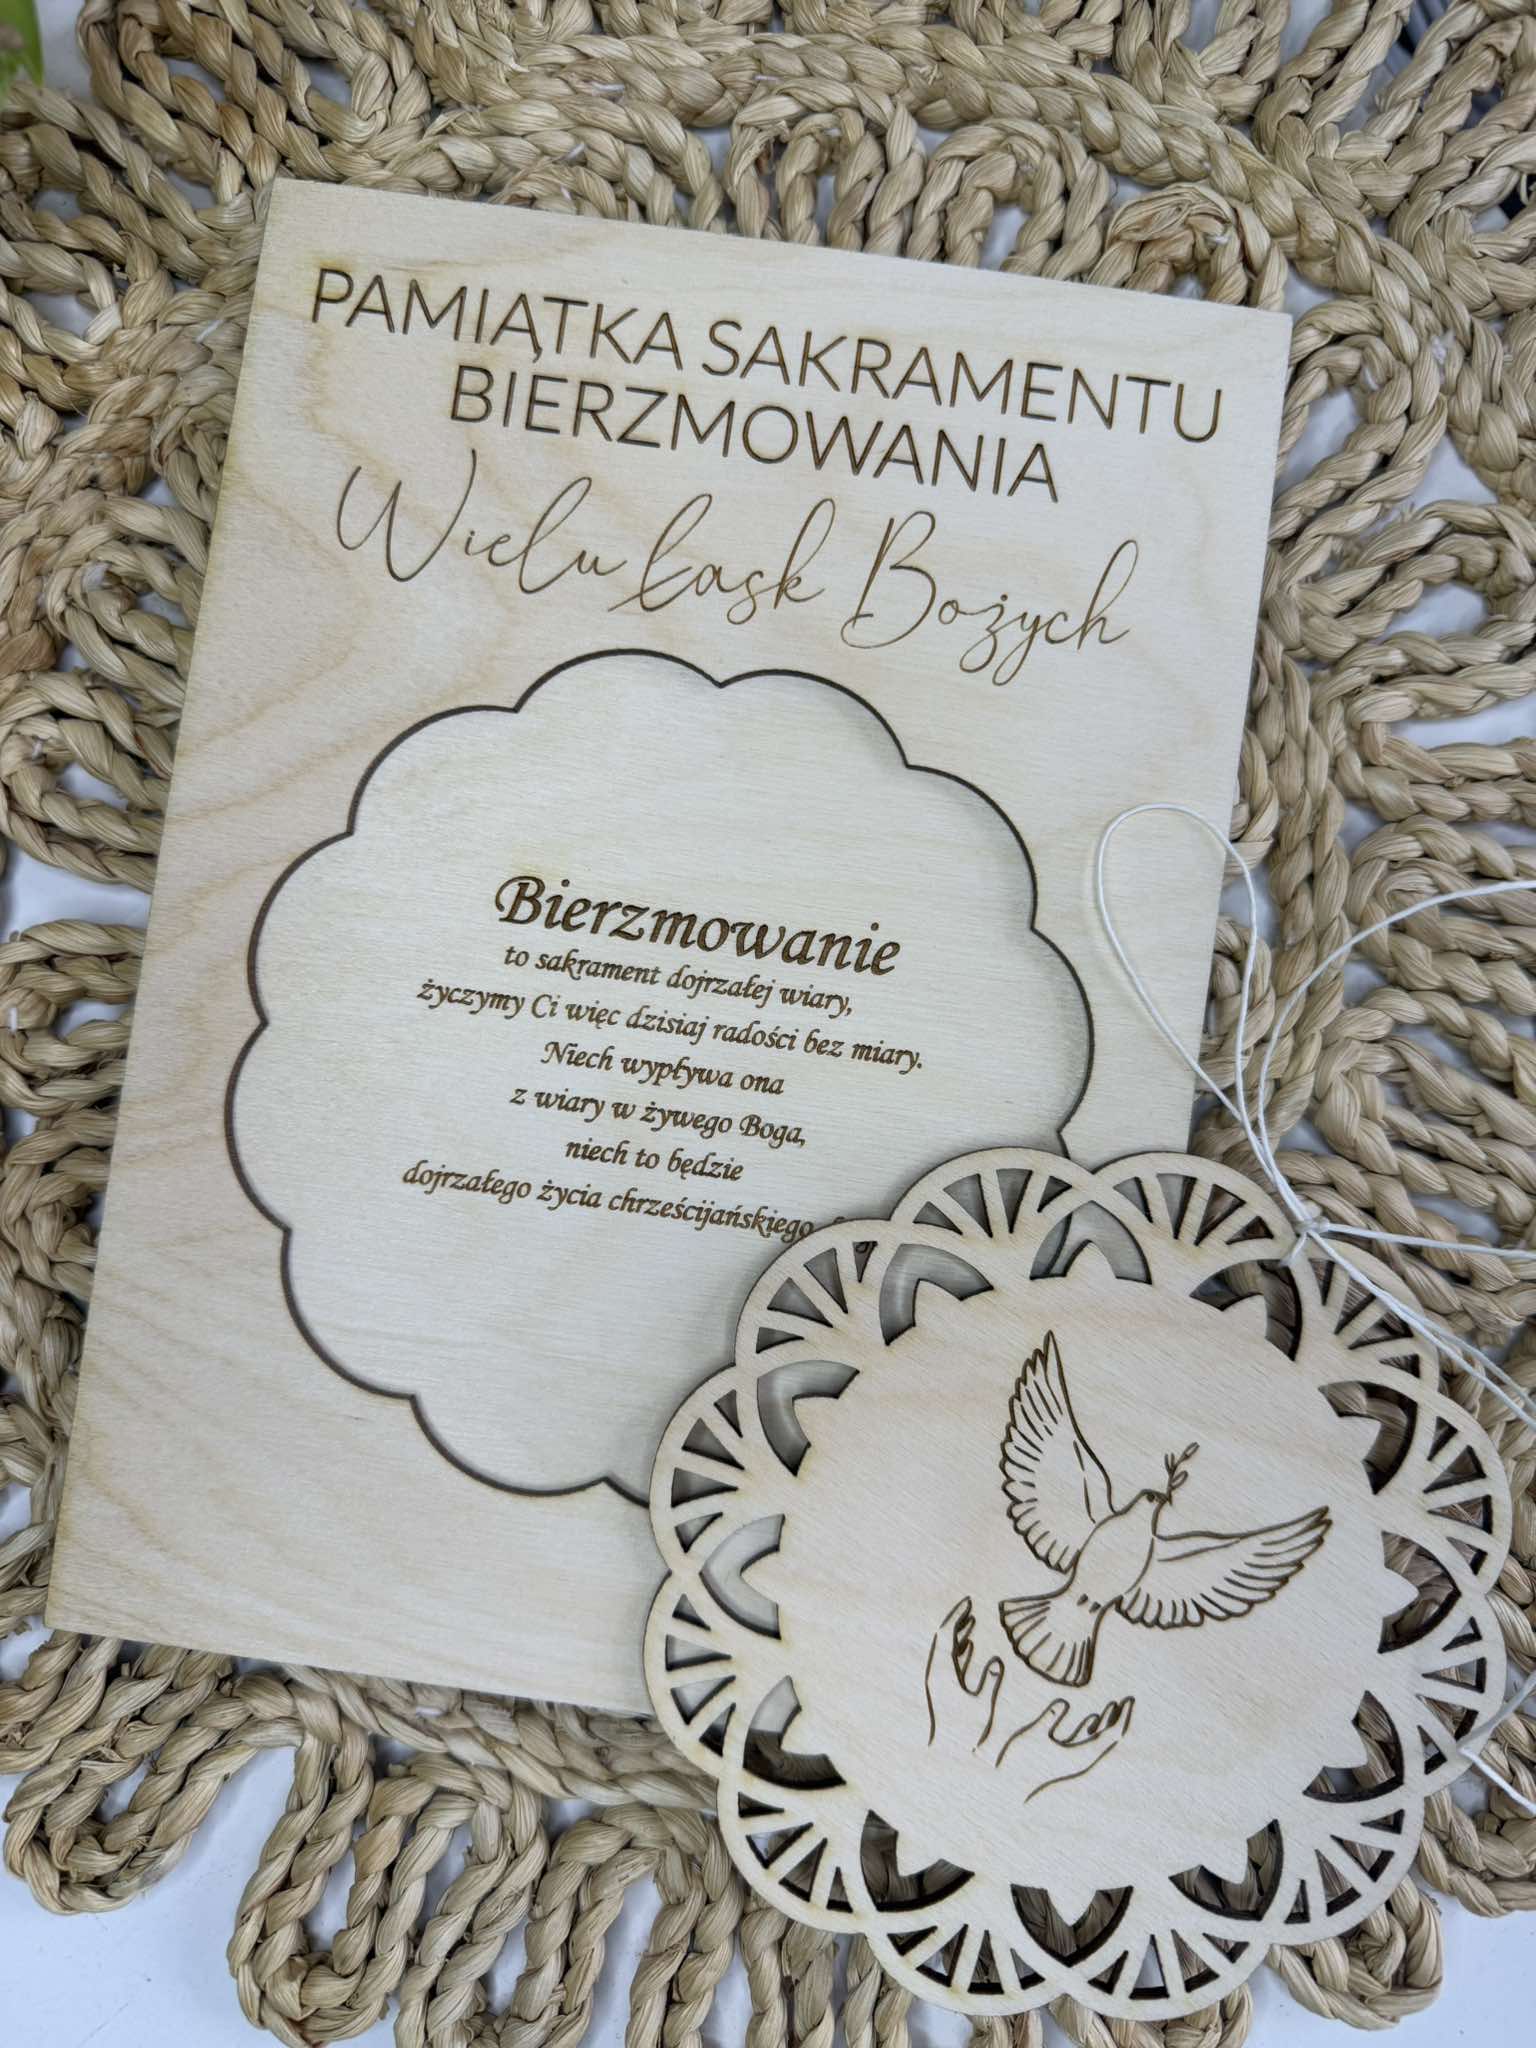 PAMIĄTKA SAKRAMENTU
BIERZMOWANIA
Wielu Łask Bożych
Bierzmowanie
to sakrament dojrzałej wiary,
życzymy Ci więc dzisiaj radości bez miary.
Niech wypływa ona
z wiary w żywego Boga,
niech to będzie
dojrzałego życia chrześcijańskiego